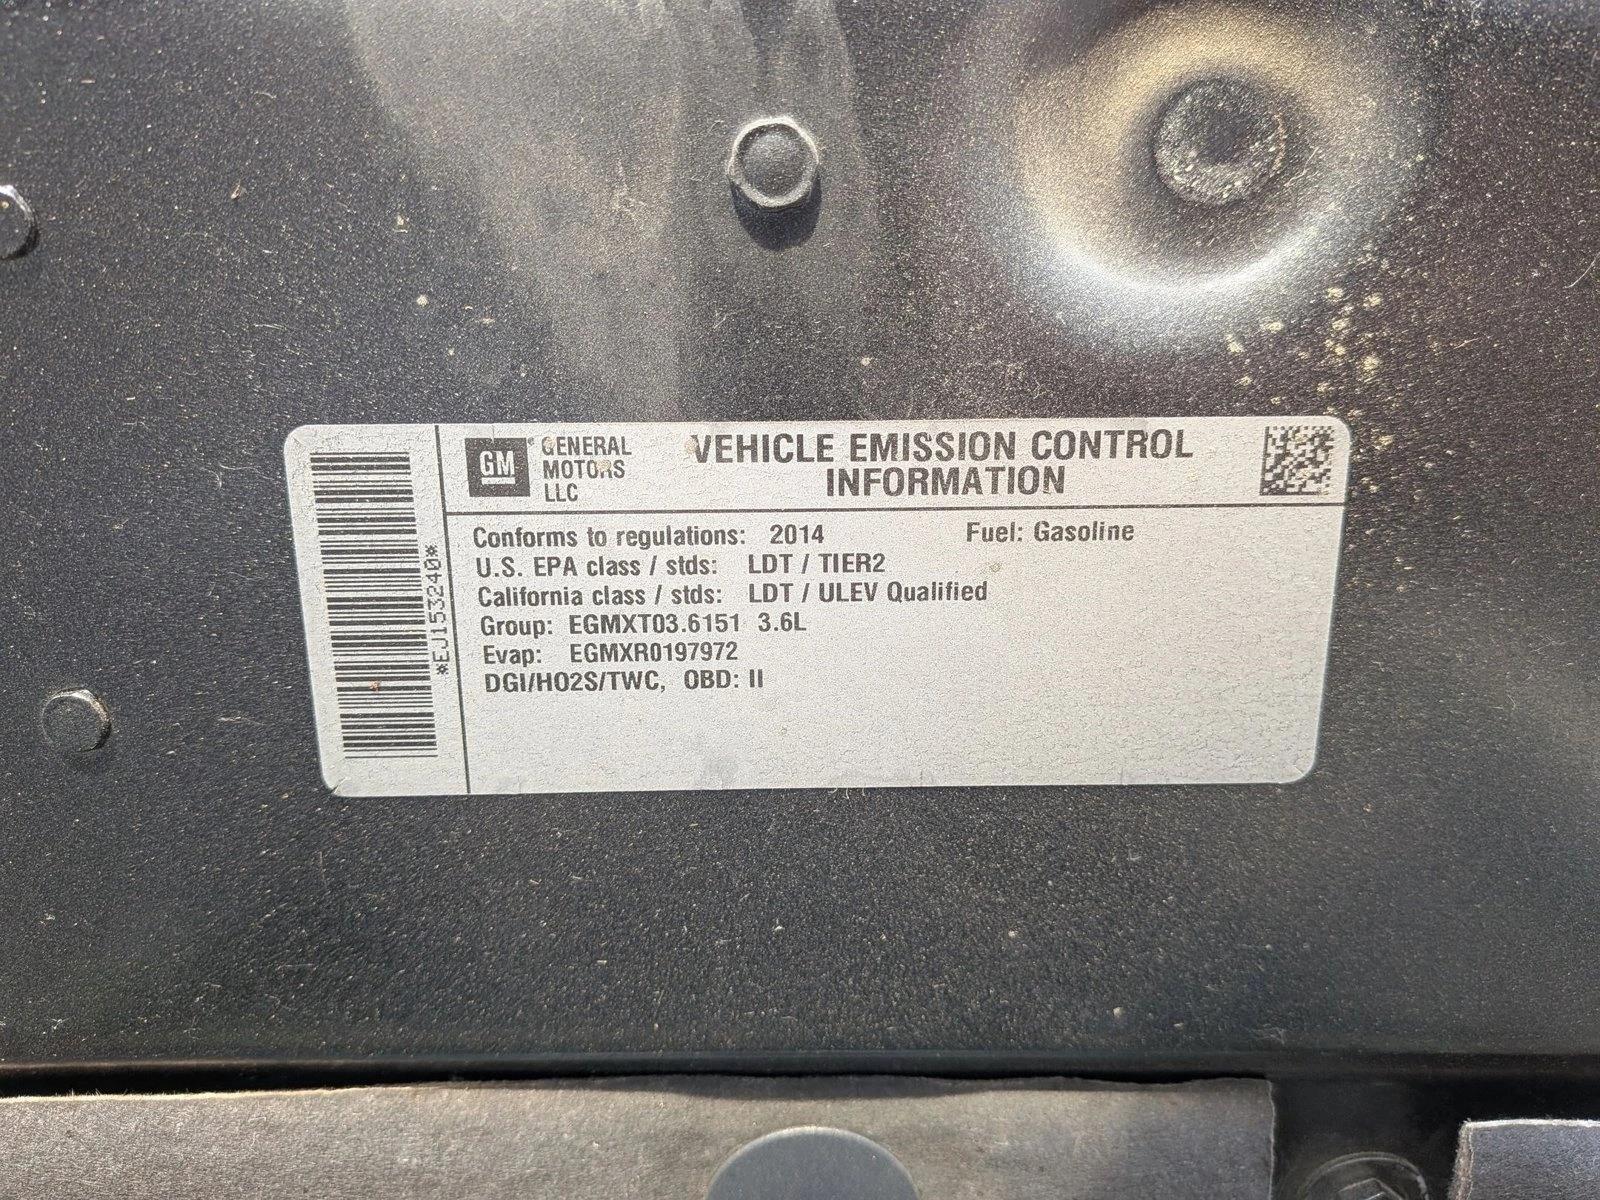 GM
GENERAL
MOTORS
LLC
VEHICLE EMISSION CONTROL
INFORMATION
*EJ153240*
Conforms to regulations: 2014 Fuel: Gasoline
U.S. EPA class / stds: LDT / TIER2
California class / stds: LDT / ULEV Qualified
Group: EGMXT03.6151 3.6L
Evap: EGMXR0197972
DGI/HO2S/TWC, OBD: II